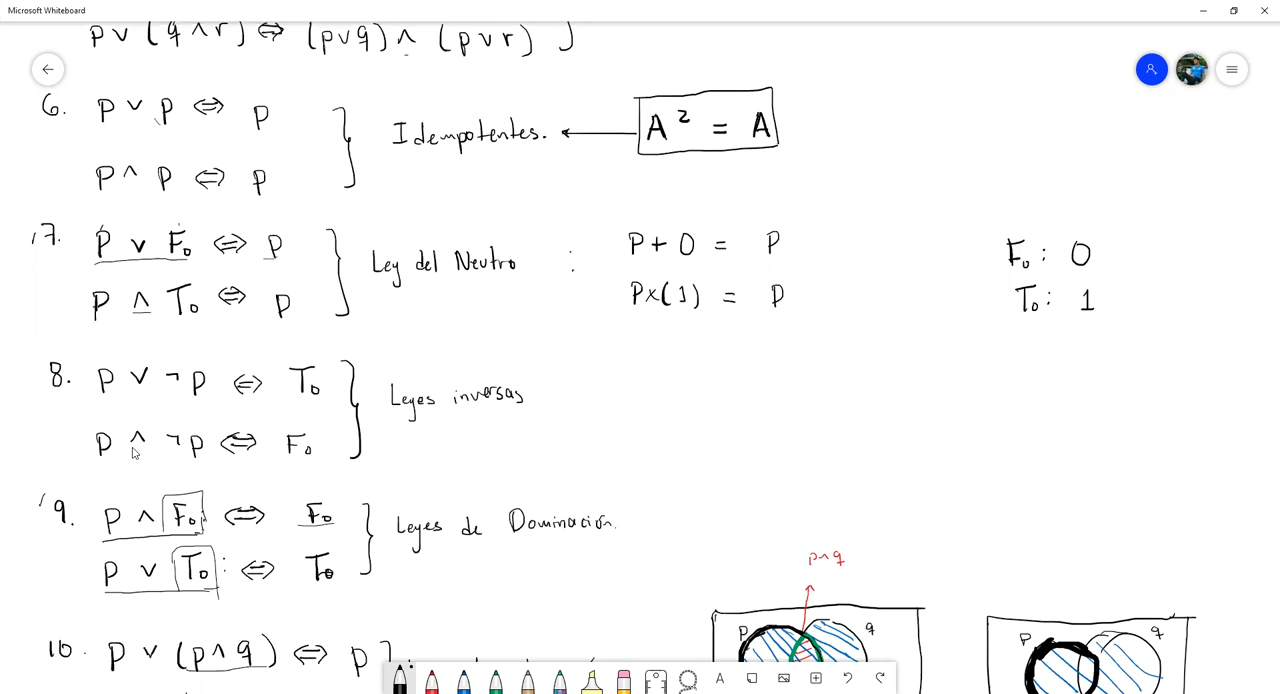 Microsoft Whiteboard
p ∨ (q ∧ r) ⇔ (p ∨ q) ∧ (p ∨ r)
6. p ∨ p ⇔ p
Idempotentes.
A² = A
p ∧ p ⇔ p
7. p ∨ F₀ ⇔ p
Ley del Neutro :
p + 0 = p
F₀ : 0
p ∧ T₀ ⇔ p
p×(1) = p
T₀ : 1
8. p ∨ ¬p ⇔ T₀
Leyes inversas
p ∧ ¬p ⇔ F₀
9. p ∧ F₀ ⇔ F₀
Leyes de Dominación.
p ∨ T₀ : ⇔ T₀
p∧q
10. p ∨ (p ∧ q) ⇔ p
p q
p q
A